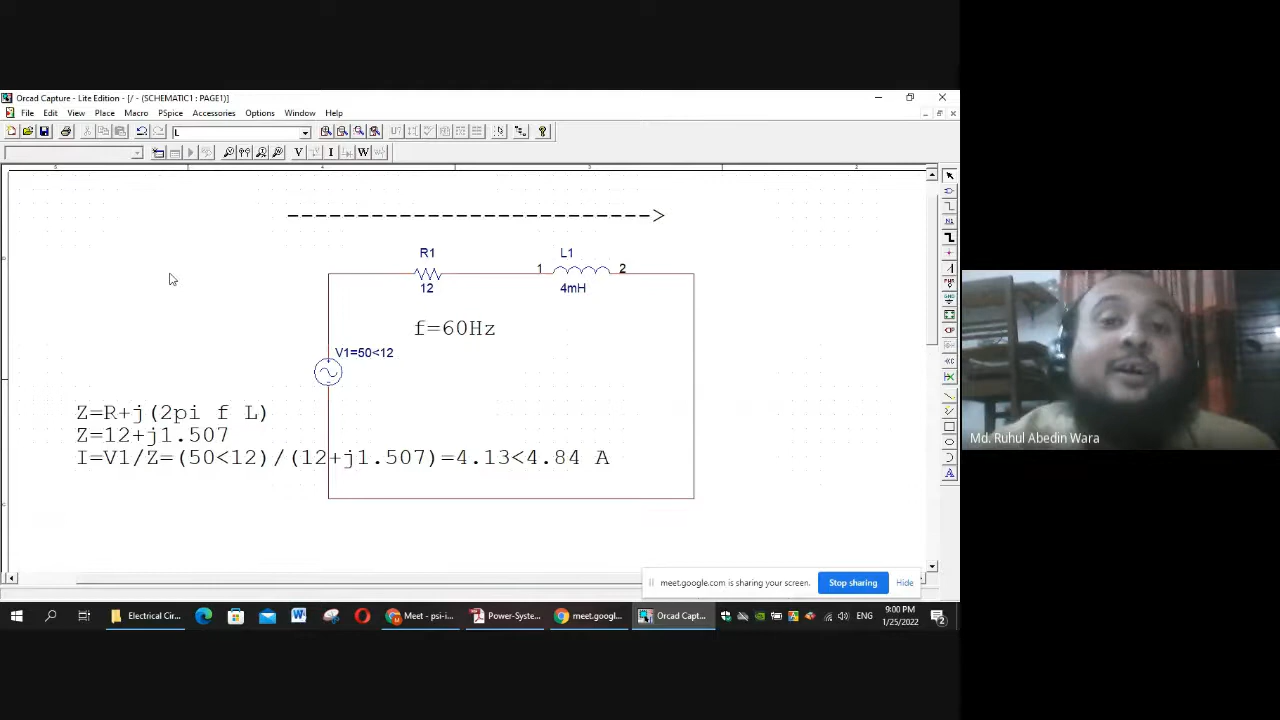 Orcad Capture - Lite Edition - [/ - (SCHEMATIC1 : PAGE1)]
File Edit View Place Macro PSpice Accessories Options Window Help
L
V I W
R1
L1
1 2
12
4mH
f=60Hz
V1=50<12
Z=R+j(2pi f L)
Z=12+j1.507
I=V1/Z=(50<12)/(12+j1.507)=4.13<4.84 A
Md. Ruhul Abedin Wara
meet.google.com is sharing your screen.
Stop sharing
Hide
Electrical Cir...
Meet - psi-i...
Power-Syste...
meet.googl...
Orcad Capt...
ENG
9:00 PM
1/25/2022
2